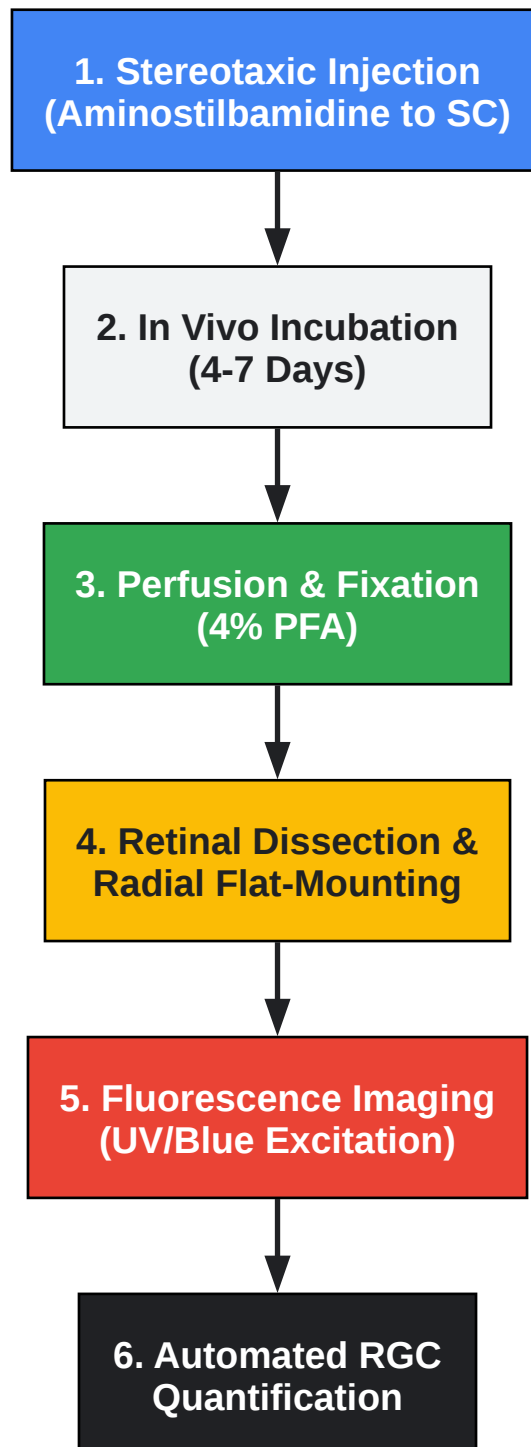 1. Stereotaxic Injection
(Aminostilbamidine to SC)
2. In Vivo Incubation
(4-7 Days)
3. Perfusion & Fixation
(4% PFA)
4. Retinal Dissection &
Radial Flat-Mounting
5. Fluorescence Imaging
(UV/Blue Excitation)
6. Automated RGC
Quantification